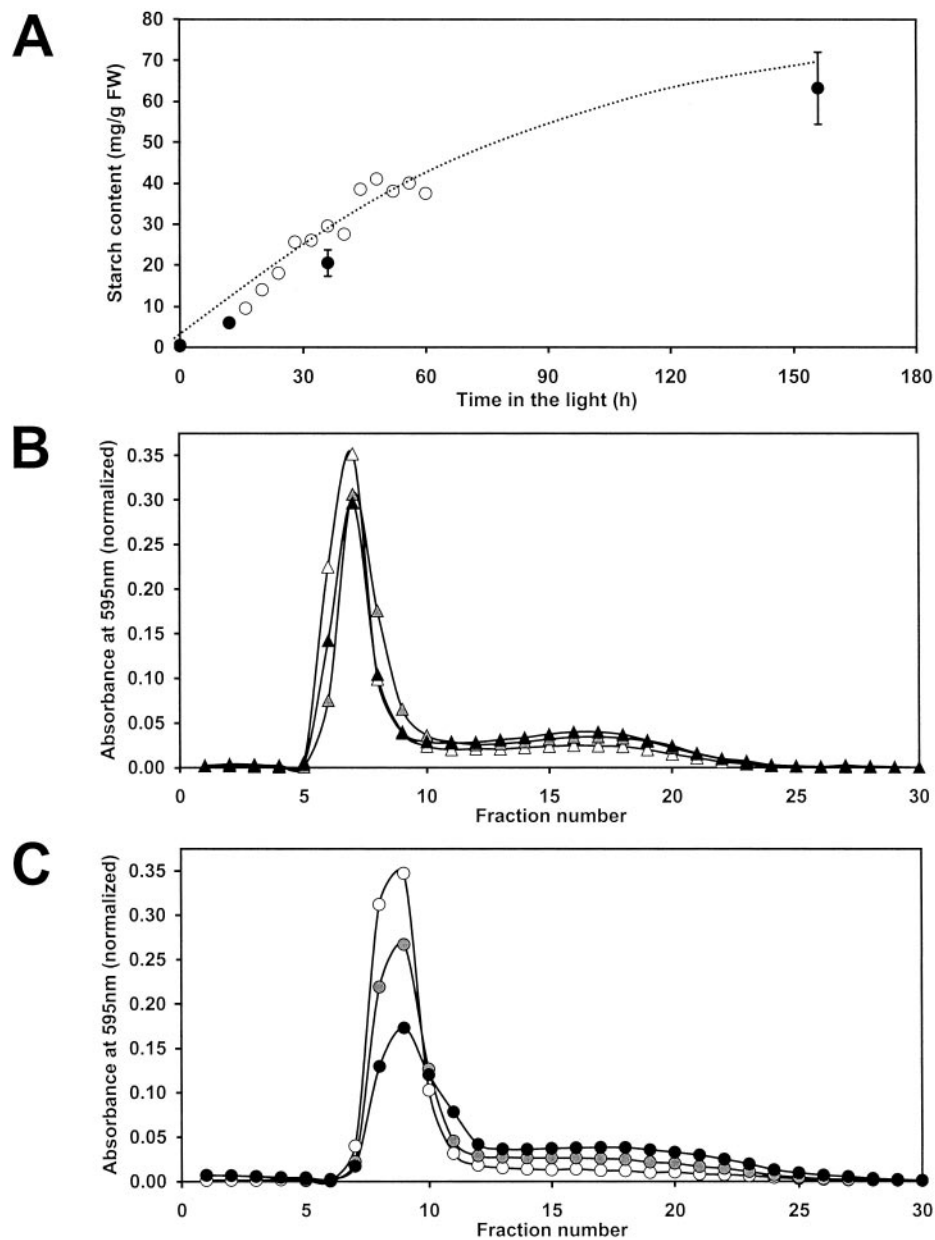 A
80
70
60
50
40
30
20
10
0
Starch content (mg/g FW)
0 30 60 90 120 150 180
Time in the light (h)
B
0.35
0.30
0.25
0.20
0.15
0.10
0.05
0.00
Absorbance at 595nm (normalized)
0 5 10 15 20 25 30
Fraction number
C
0.35
0.30
0.25
0.20
0.15
0.10
0.05
0.00
Absorbance at 595nm (normalized)
0 5 10 15 20 25 30
Fraction number